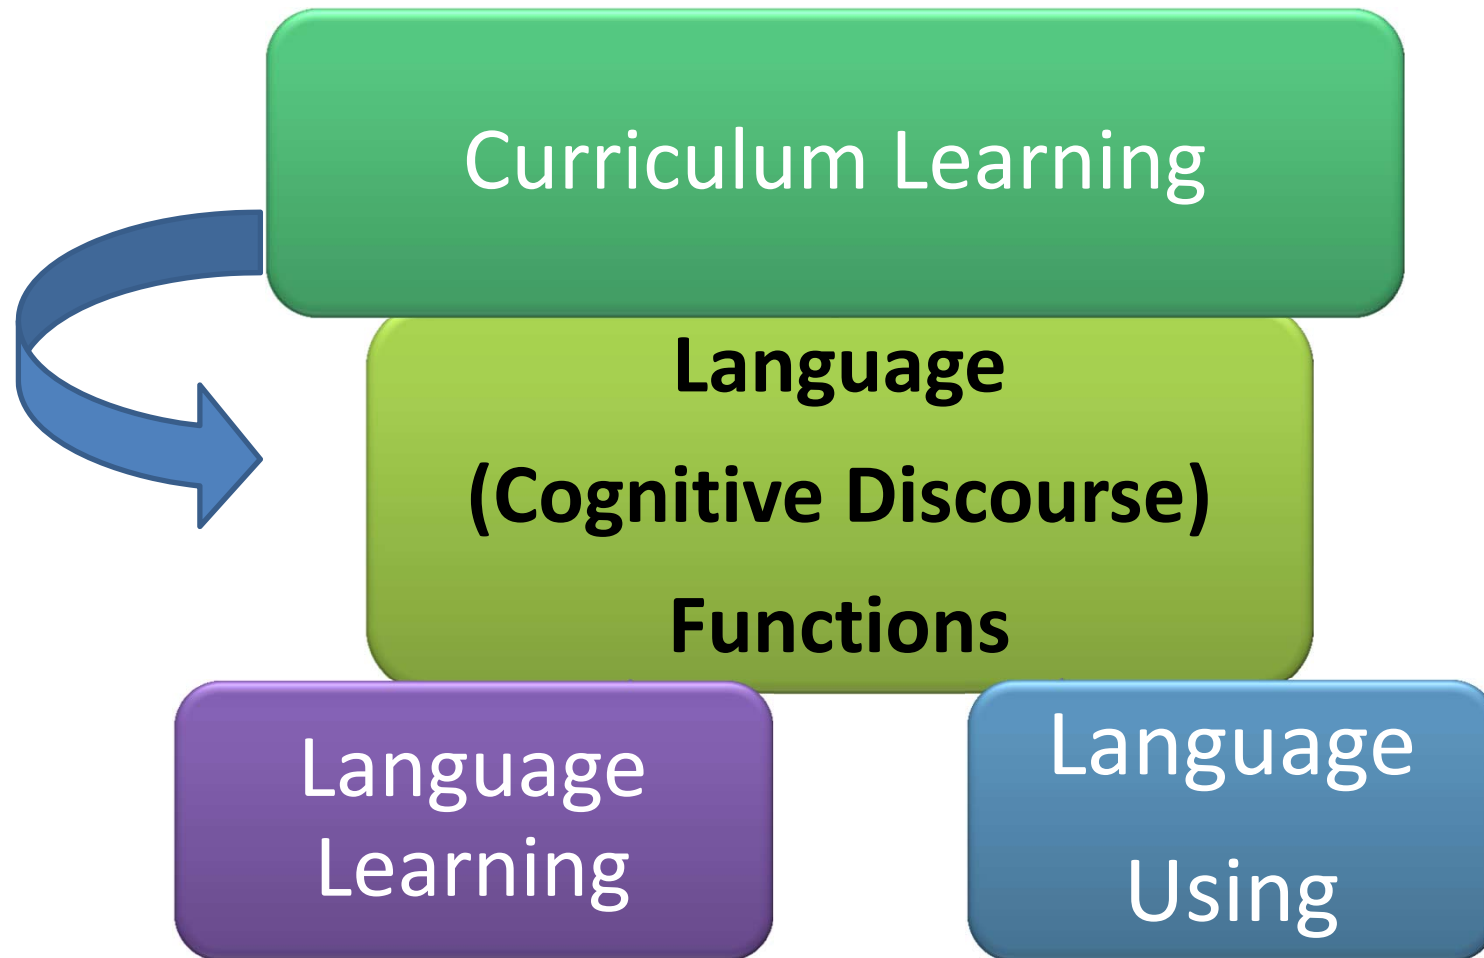 Curriculum Learning
Language
(Cognitive Discourse)
Functions
Language
Learning
Language
Using